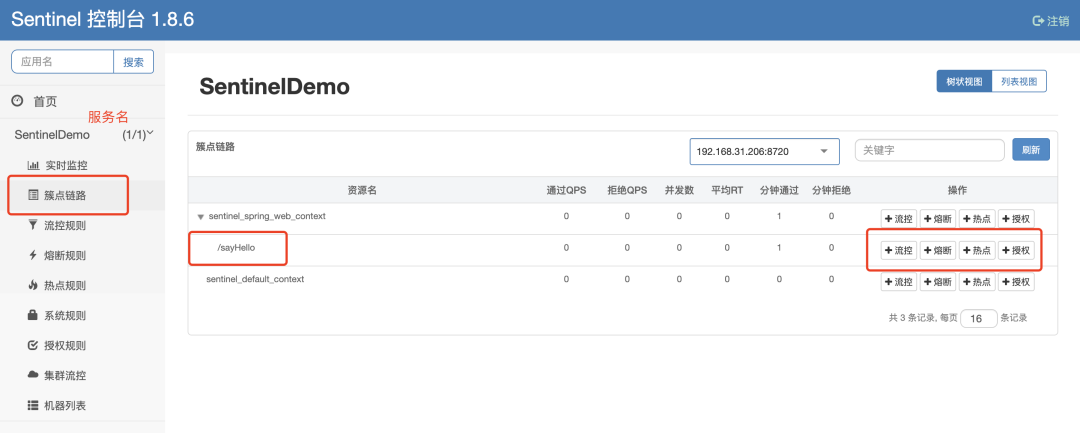 Sentinel 控制台 1.8.6 注销
应用名 搜索
首页
服务名
SentinelDemo (1/1)
实时监控
簇点链路
流控规则
熔断规则
热点规则
系统规则
授权规则
集群流控
机器列表
SentinelDemo 树状视图 列表视图
簇点链路 192.168.31.206:8720 关键字 刷新
资源名 通过QPS 拒绝QPS 并发数 平均RT 分钟通过 分钟拒绝 操作
sentinel_spring_web_context 0 0 0 0 1 0 +流控 +熔断 +热点 +授权
/sayHello 0 0 0 0 1 0 +流控 +熔断 +热点 +授权
sentinel_default_context 0 0 0 0 0 0 +流控 +熔断 +热点 +授权
共 3 条记录, 每页 16 条记录